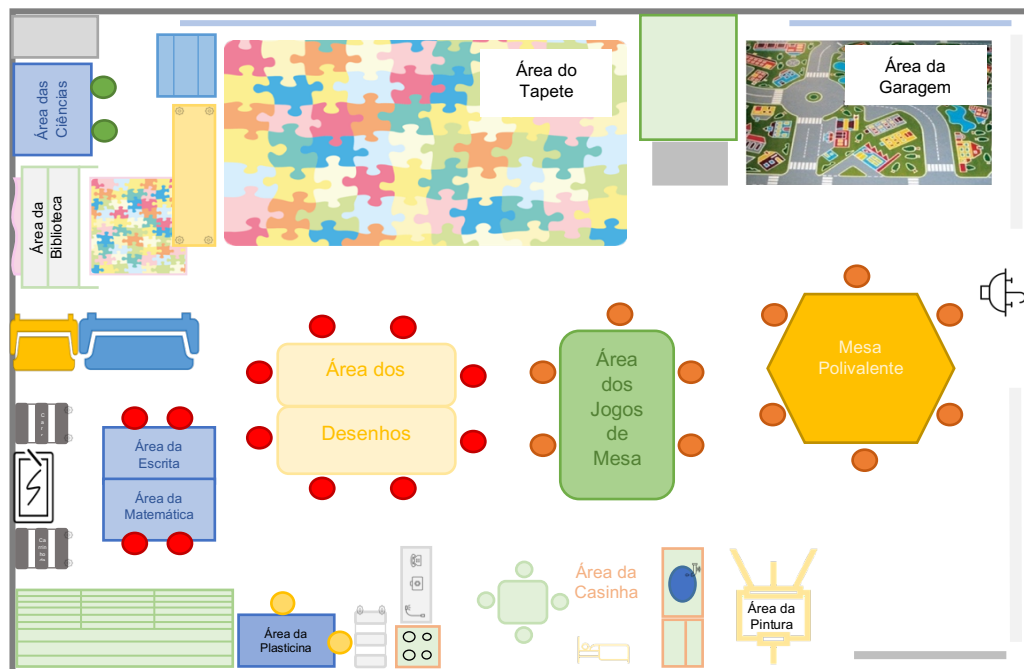 Área do
Tapete
Área da
Garagem
Área das
Ciências
Área da
Biblioteca
Área dos
Desenhos
Área
dos
Jogos
de
Mesa
Mesa
Polivalente
Área da
Escrita
Área da
Matemática
Área da
Plasticina
Área da
Casinha
Área da
Pintura